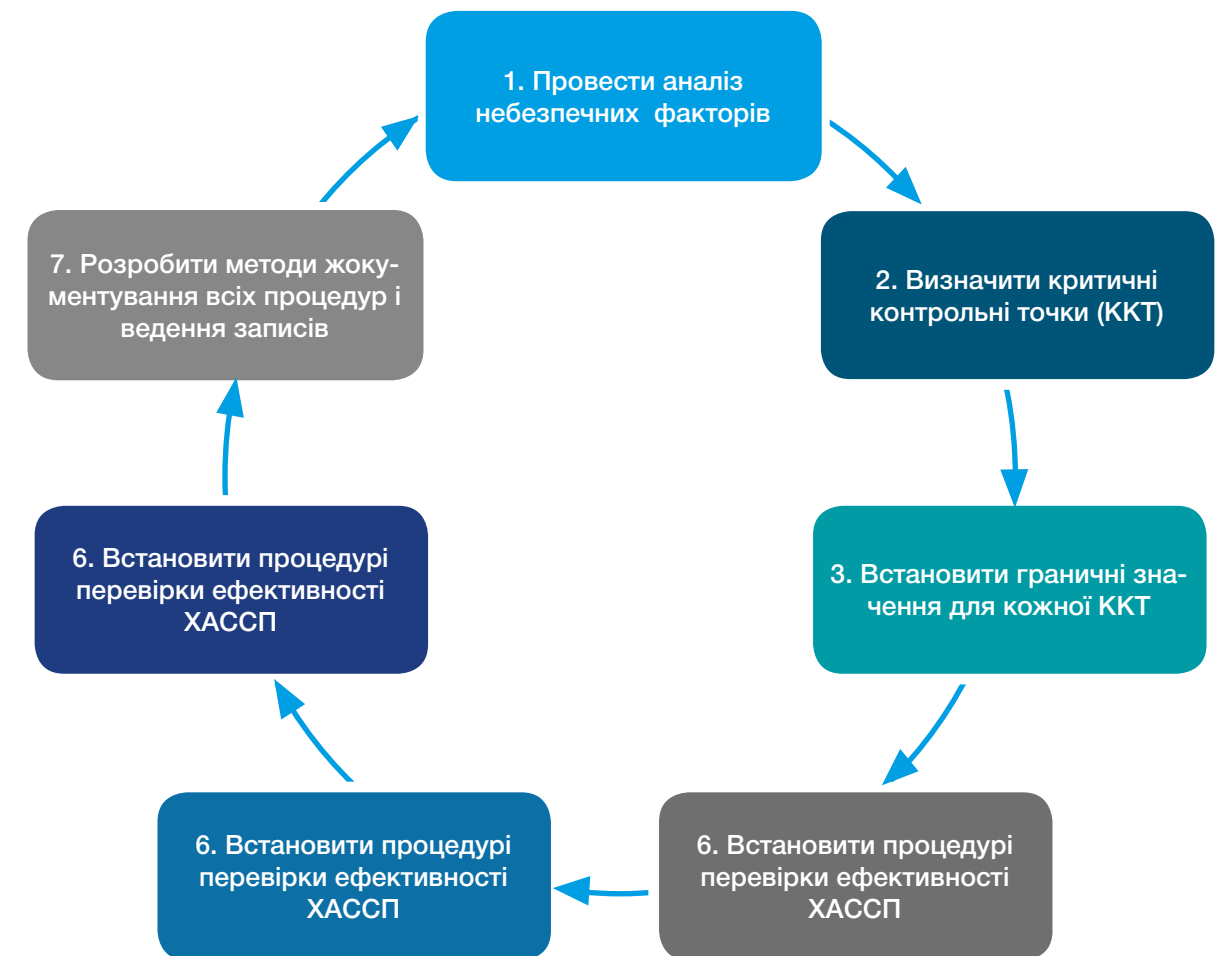 1. Провести аналіз
небезпечних факторів
2. Визначити критичні
контрольні точки (ККТ)
3. Встановити граничні зна-
чення для кожної ККТ
6. Встановити процедурі
перевірки ефективності
ХАССП
6. Встановити процедурі
перевірки ефективності
ХАССП
6. Встановити процедурі
перевірки ефективності
ХАССП
7. Розробити методи жоку-
ментування всіх процедур і
ведення записів